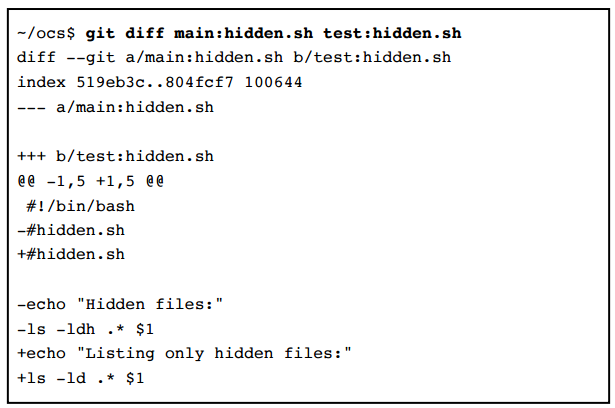 ~/ocs$ git diff main:hidden.sh test:hidden.sh
diff --git a/main:hidden.sh b/test:hidden.sh
index 519eb3c..804fcf7 100644
--- a/main:hidden.sh
+++ b/test:hidden.sh
@@ -1,5 +1,5 @@
 #!/bin/bash
-#hidden.sh
+#hidden.sh
-echo "Hidden files:"
-ls -ldh .* $1
+echo "Listing only hidden files:"
+ls -ld .* $1